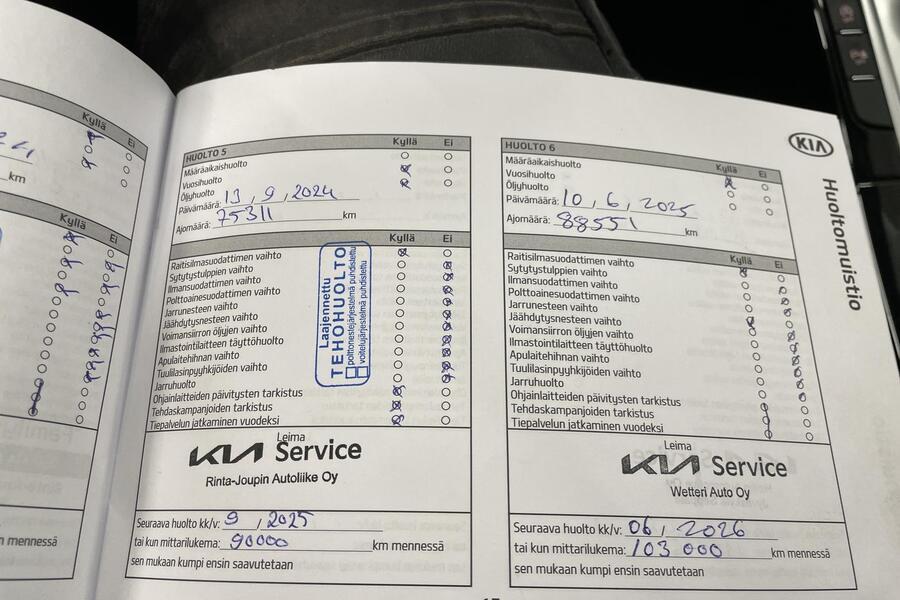 Kyllä
Ei
km
Kyllä
Ei
n mennessä
HUOLTO 5
Kyllä Ei
Määräaikaishuolto
Vuosihuolto
Öljyhuolto
Päivämäärä: 13, 9, 2024
Ajomäärä: 75311 km
Kyllä Ei
Raitisilmasuodattimen vaihto
Sytytystulppien vaihto
Ilmansuodattimen vaihto
Polttoainesuodattimen vaihto
Jarrunesteen vaihto
Jäähdytysnesteen vaihto
Voimansiirron öljyjen vaihto
Ilmastointilaitteen täyttöhuolto
Apulaitehihnan vaihto
Tuulilasinpyyhkijöiden vaihto
Jarruhuolto
Ohjainlaitteiden päivitysten tarkistus
Tehdaskampanjoiden tarkistus
Tiepalvelun jatkaminen vuodeksi
Laajennettu
TEHOHUOLTO
polttonestejärjestelmä puhdistettu
voitelujärjestelmä puhdistettu
Leima
KIA Service
Rinta-Joupin Autoliike Oy
Seuraava huolto kk/v: 9, 2025
tai kun mittarilukema: 90000 km mennessä
sen mukaan kumpi ensin saavutetaan
HUOLTO 6
Kyllä Ei
Määräaikaishuolto
Vuosihuolto
Öljyhuolto
Päivämäärä: 10, 6, 2025
Ajomäärä: 88551 km
Kyllä Ei
Raitisilmasuodattimen vaihto
Sytytystulppien vaihto
Ilmansuodattimen vaihto
Polttoainesuodattimen vaihto
Jarrunesteen vaihto
Jäähdytysnesteen vaihto
Voimansiirron öljyjen vaihto
Ilmastointilaitteen täyttöhuolto
Apulaitehihnan vaihto
Tuulilasinpyyhkijöiden vaihto
Jarruhuolto
Ohjainlaitteiden päivitysten tarkistus
Tehdaskampanjoiden tarkistus
Tiepalvelun jatkaminen vuodeksi
Leima
KIA Service
Wetteri Auto Oy
Seuraava huolto kk/v: 06, 2026
tai kun mittarilukema: 103 000 km mennessä
sen mukaan kumpi ensin saavutetaan
KIA
Huoltomuistio